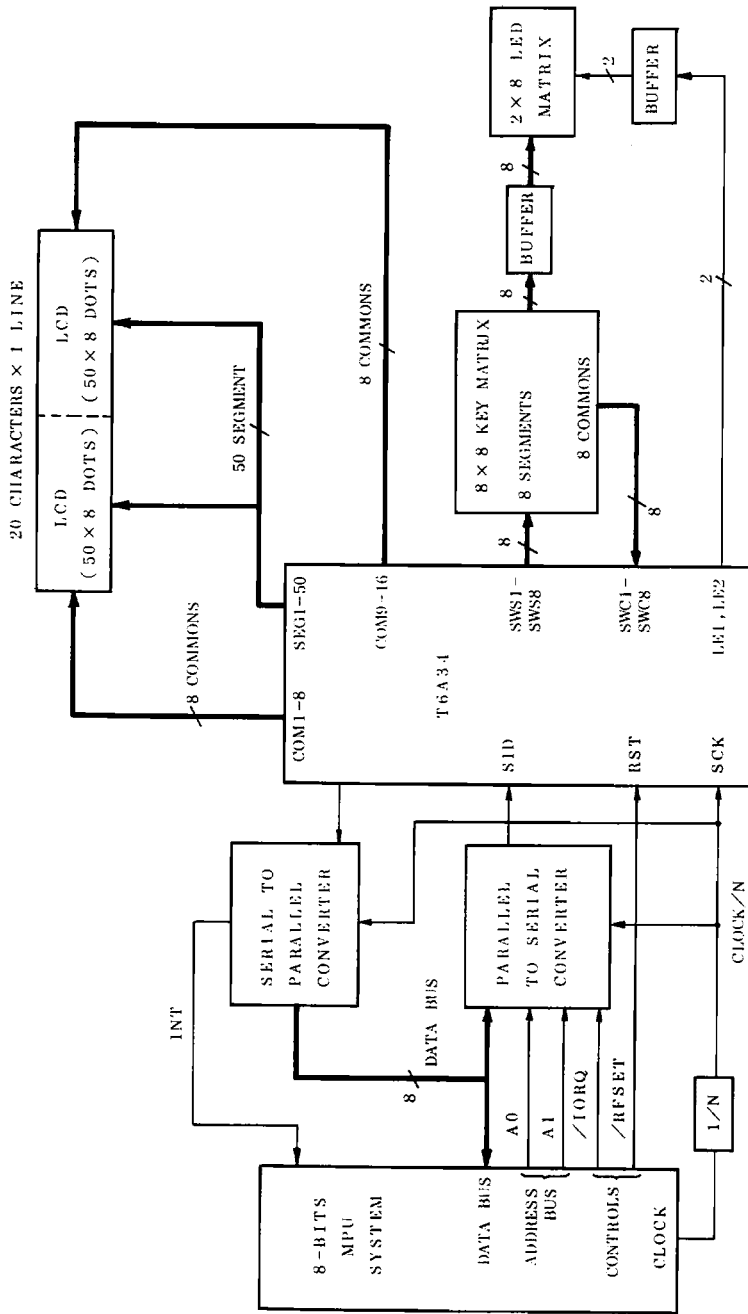 20 CHARACTERS × 1 LINE
LCD
(50 × 8 DOTS)
LCD
(50 × 8 DOTS)
8 COMMONS
50 SEGMENT
8 COMMONS
COM1-8
SEG1-50
COM9-16
T6A34
SID
RST
SCK
SWS1-
SWS8
SWC1-
SWC8
LE1, LE2
8
8 × 8 KEY MATRIX
8 SEGMENTS
8 COMMONS
8
8
BUFFER
8
2 × 8 LED
MATRIX
2
BUFFER
2
SERIAL TO
PARALLEL
CONVERTER
INT
DATA BUS
8
PARALLEL
TO SERIAL
CONVERTER
8-BITS
MPU
SYSTEM
DATA BUS
ADDRESS
BUS
CONTROLS
CLOCK
A0
A1
/IORQ
/RFSET
1/N
CLOCK/N